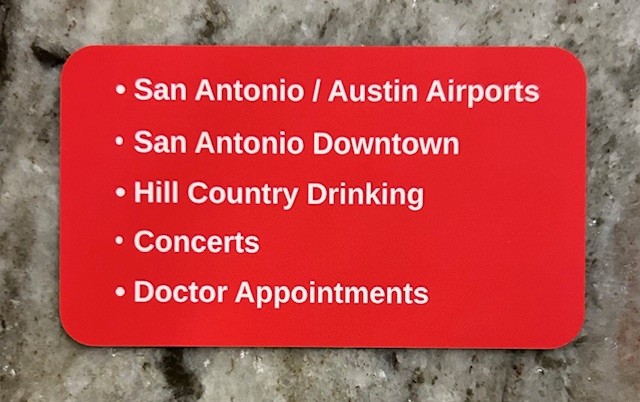 • San Antonio / Austin Airports
• San Antonio Downtown
• Hill Country Drinking
• Concerts
• Doctor Appointments